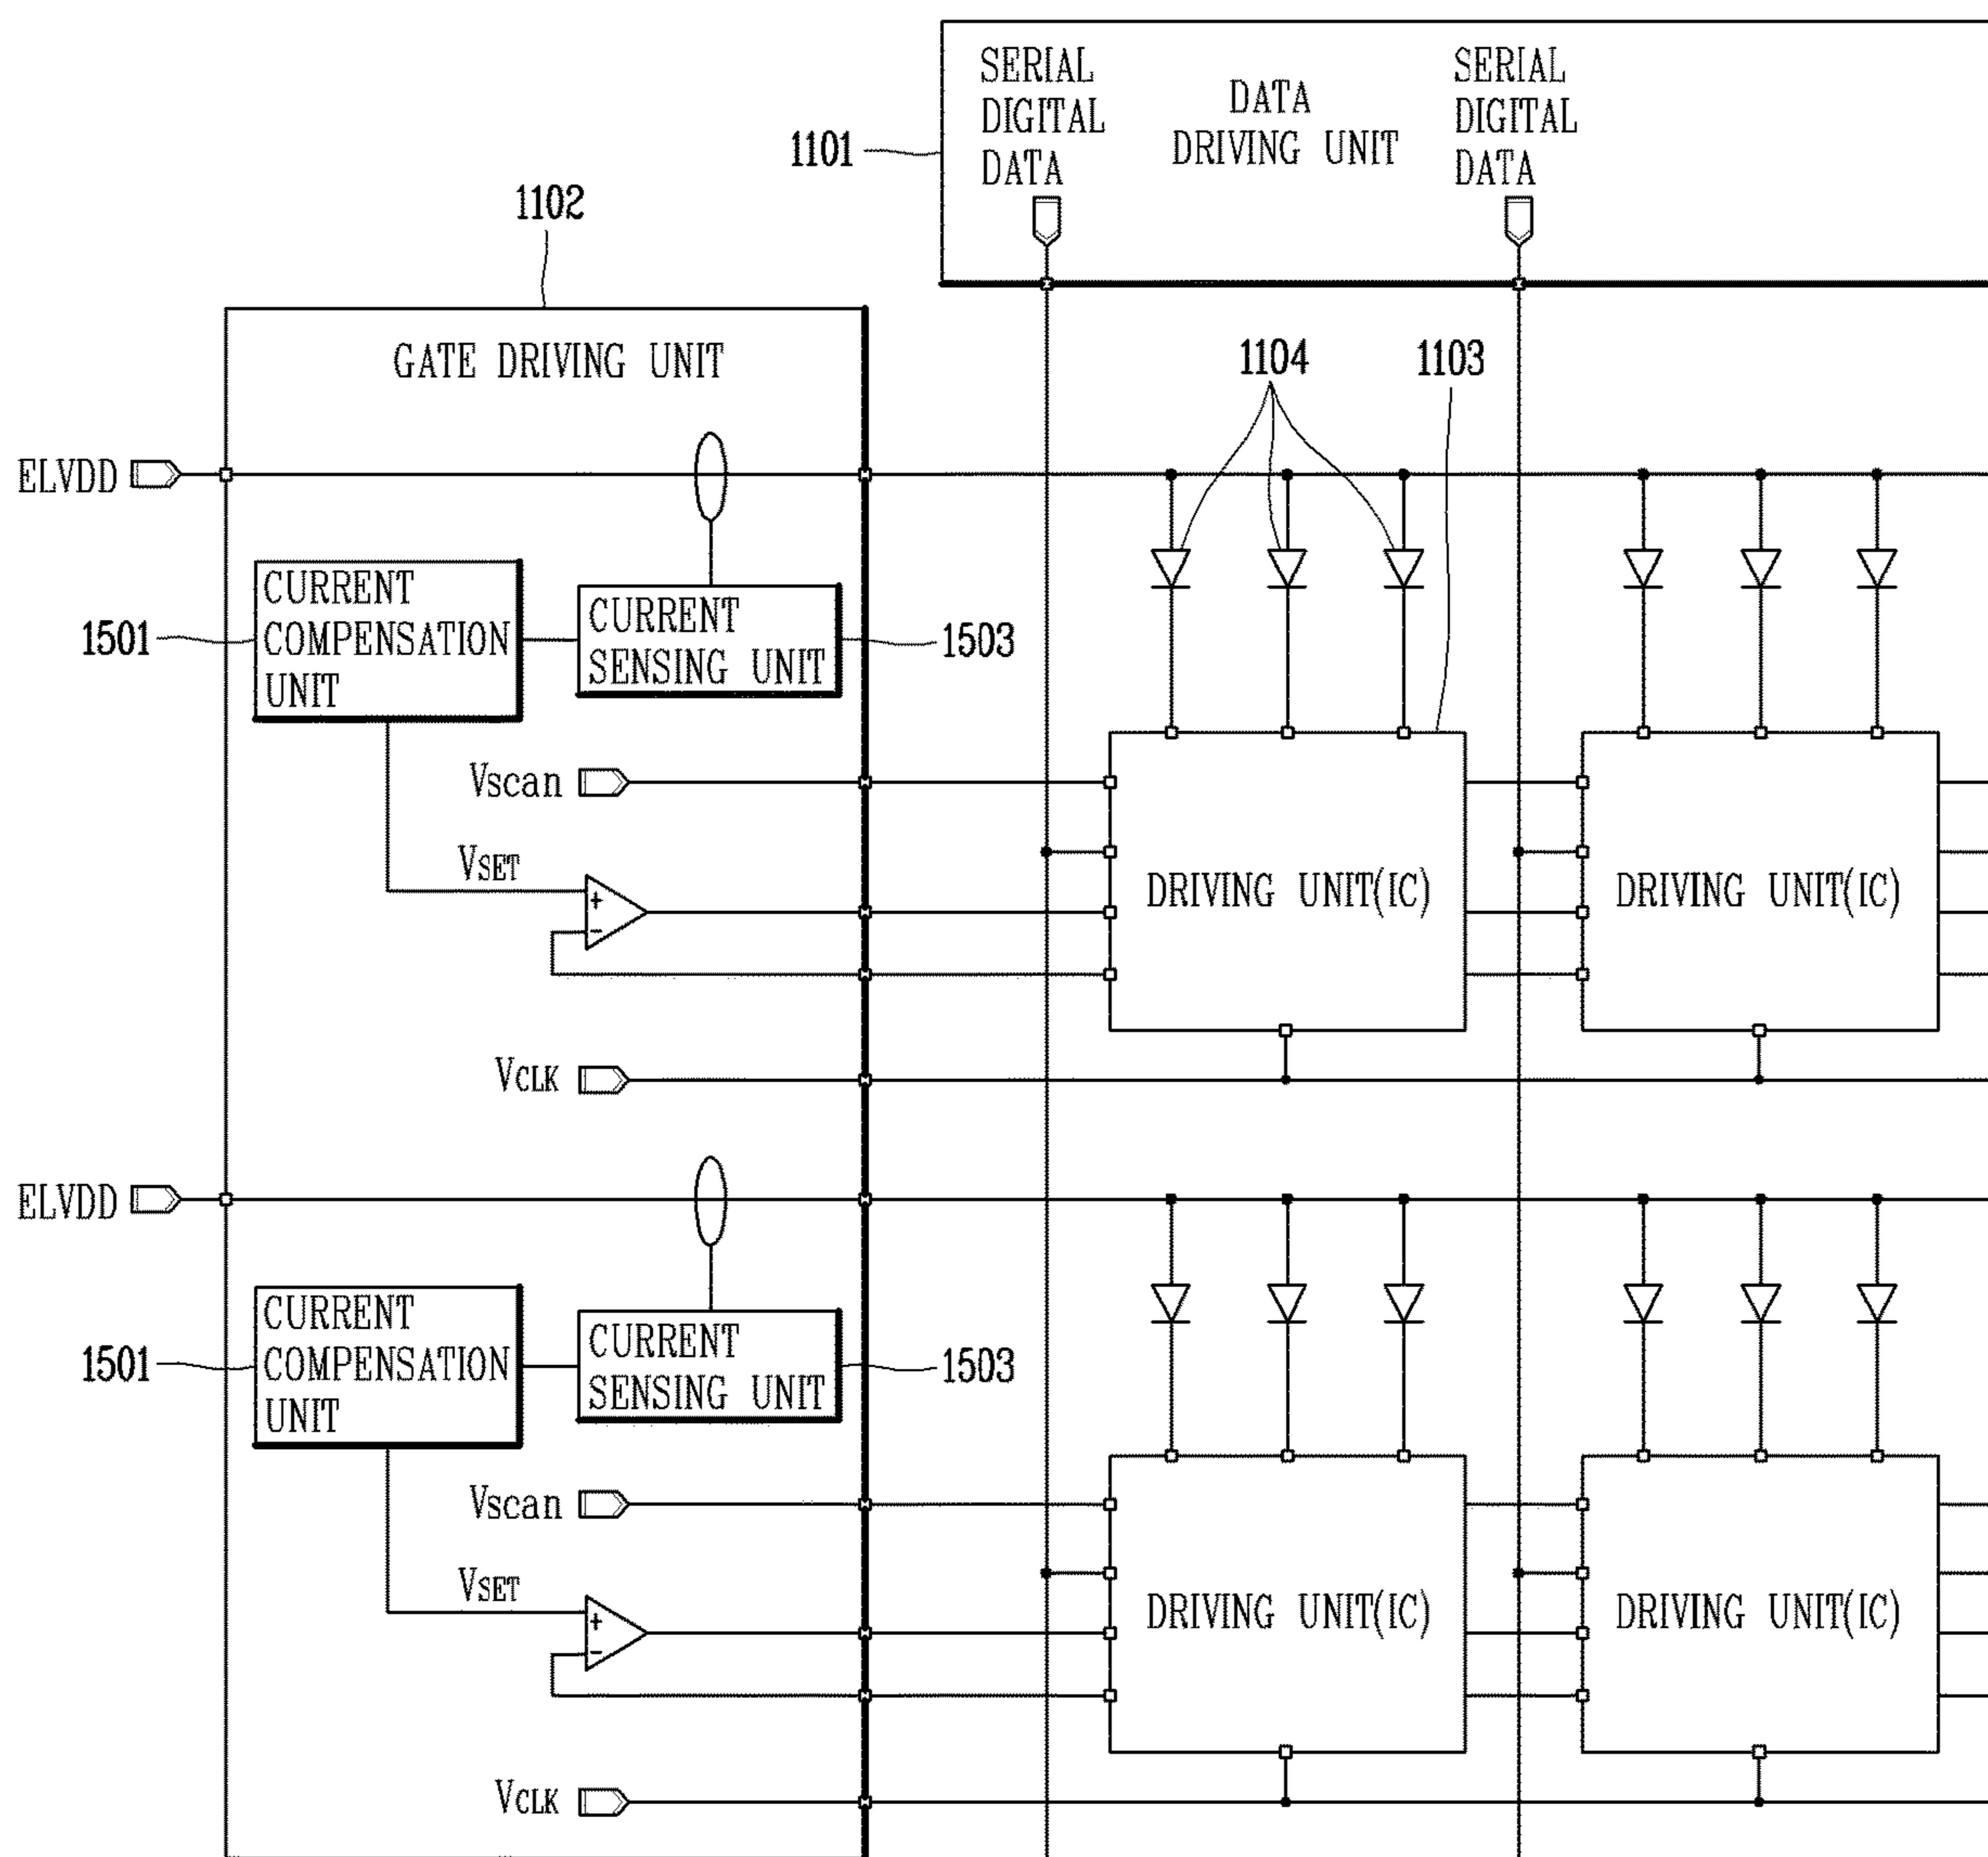 SERIAL
DIGITAL
DATA
DATA
DRIVING UNIT
SERIAL
DIGITAL
DATA
1101
1102
GATE DRIVING UNIT
1104
1103
ELVDD
CURRENT
COMPENSATION
UNIT
1501
CURRENT
SENSING UNIT
1503
Vscan
VSET
+
−
DRIVING UNIT(IC)
DRIVING UNIT(IC)
VCLK
ELVDD
CURRENT
COMPENSATION
UNIT
1501
CURRENT
SENSING UNIT
1503
Vscan
VSET
+
−
DRIVING UNIT(IC)
DRIVING UNIT(IC)
VCLK